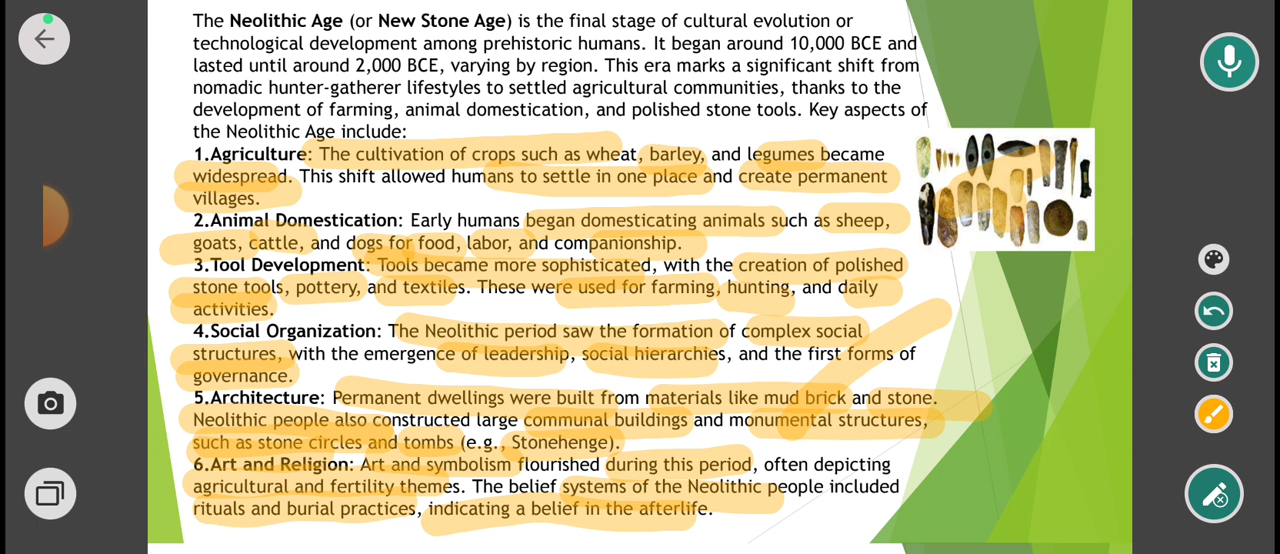 The Neolithic Age (or New Stone Age) is the final stage of cultural evolution or
technological development among prehistoric humans. It began around 10,000 BCE and
lasted until around 2,000 BCE, varying by region. This era marks a significant shift from
nomadic hunter-gatherer lifestyles to settled agricultural communities, thanks to the
development of farming, animal domestication, and polished stone tools. Key aspects of
the Neolithic Age include:
1.Agriculture: The cultivation of crops such as wheat, barley, and legumes became
widespread. This shift allowed humans to settle in one place and create permanent
villages.
2.Animal Domestication: Early humans began domesticating animals such as sheep,
goats, cattle, and dogs for food, labor, and companionship.
3.Tool Development: Tools became more sophisticated, with the creation of polished
stone tools, pottery, and textiles. These were used for farming, hunting, and daily
activities.
4.Social Organization: The Neolithic period saw the formation of complex social
structures, with the emergence of leadership, social hierarchies, and the first forms of
governance.
5.Architecture: Permanent dwellings were built from materials like mud brick and stone.
Neolithic people also constructed large communal buildings and monumental structures,
such as stone circles and tombs (e.g., Stonehenge).
6.Art and Religion: Art and symbolism flourished during this period, often depicting
agricultural and fertility themes. The belief systems of the Neolithic people included
rituals and burial practices, indicating a belief in the afterlife.